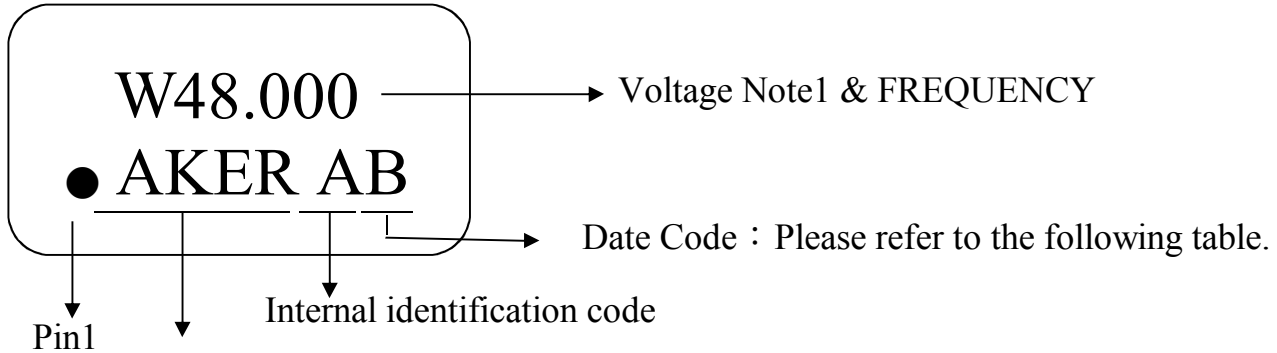 W48.000
Voltage Note1 & FREQUENCY
● AKER AB
Date Code：Please refer to the following table.
Internal identification code
Pin1